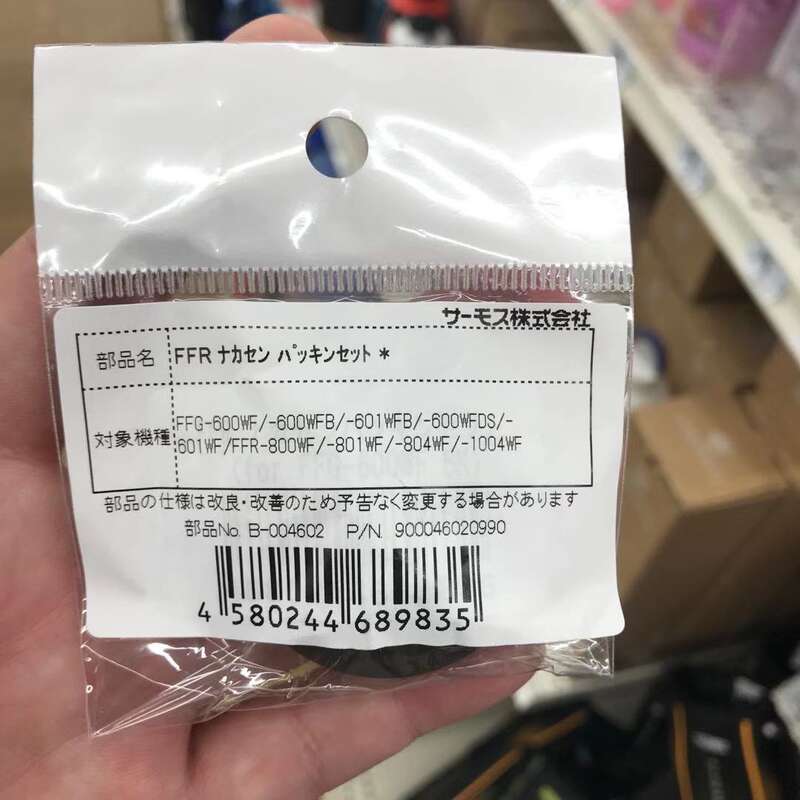 サーモス株式会社
部品名 FFR ナカセン パッキンセット *
対象機種 FFG-600WF/-600WFB/-601WFB/-600WFDS/-
601WF/FFR-800WF/-801WF/-804WF/-1004WF
部品の仕様は改良・改善のため予告なく変更する場合があります
部品No. B-004602 P/N. 900046020990
4 580244 689835